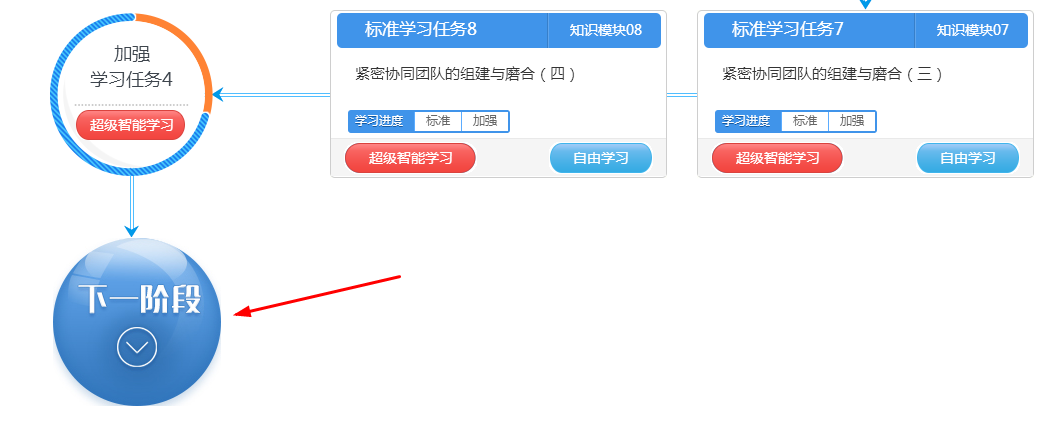 加强
学习任务4
超级智能学习
下一阶段
标准学习任务8
知识模块08
紧密协同团队的组建与磨合（四）
学习进度
标准
加强
超级智能学习
自由学习
标准学习任务7
知识模块07
紧密协同团队的组建与磨合（三）
学习进度
标准
加强
超级智能学习
自由学习